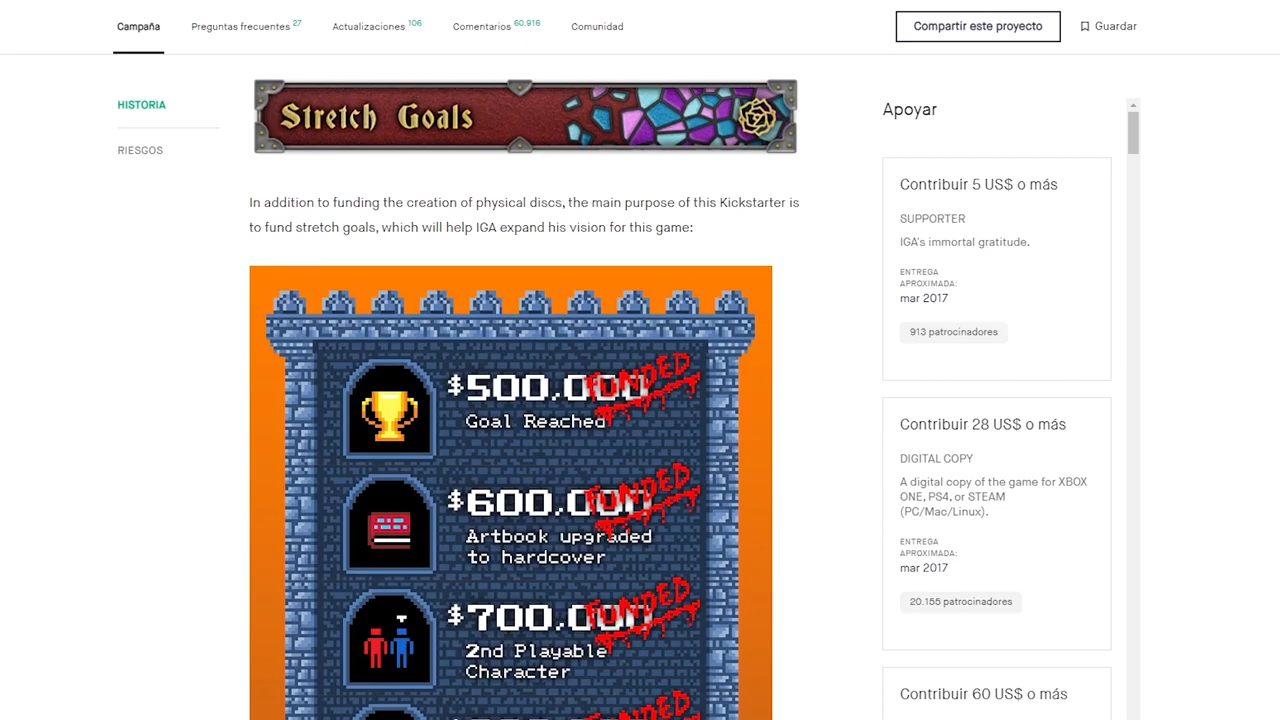 Campaña
Preguntas frecuentes 27
Actualizaciones 106
Comentarios 60.916
Comunidad
Compartir este proyecto
Guardar
HISTORIA
RIESGOS
Stretch Goals
In addition to funding the creation of physical discs, the main purpose of this Kickstarter is
to fund stretch goals, which will help IGA expand his vision for this game:
$500.000
FUNDED
Goal Reached
$600.000
FUNDED
Artbook upgraded
to hardcover
$700.000
FUNDED
2nd Playable
Character
Apoyar
Contribuir 5 US$ o más
SUPPORTER
IGA's immortal gratitude.
ENTREGA
APROXIMADA:
mar 2017
913 patrocinadores
Contribuir 28 US$ o más
DIGITAL COPY
A digital copy of the game for XBOX
ONE, PS4, or STEAM
(PC/Mac/Linux).
ENTREGA
APROXIMADA:
mar 2017
20.155 patrocinadores
Contribuir 60 US$ o más